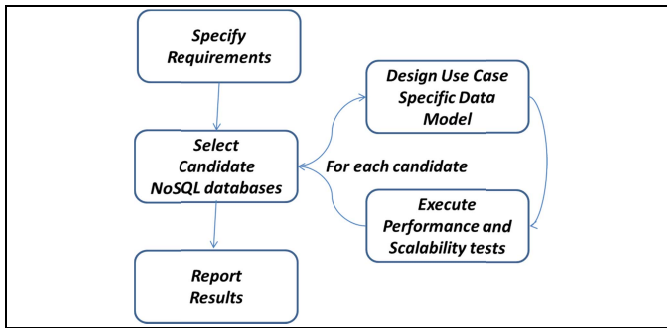 Specify
Requirements
Design Use Case
Specific Data
Model
Select
Candidate
NoSQL databases
For each candidate
Execute
Performance and
Scalability tests
Report
Results